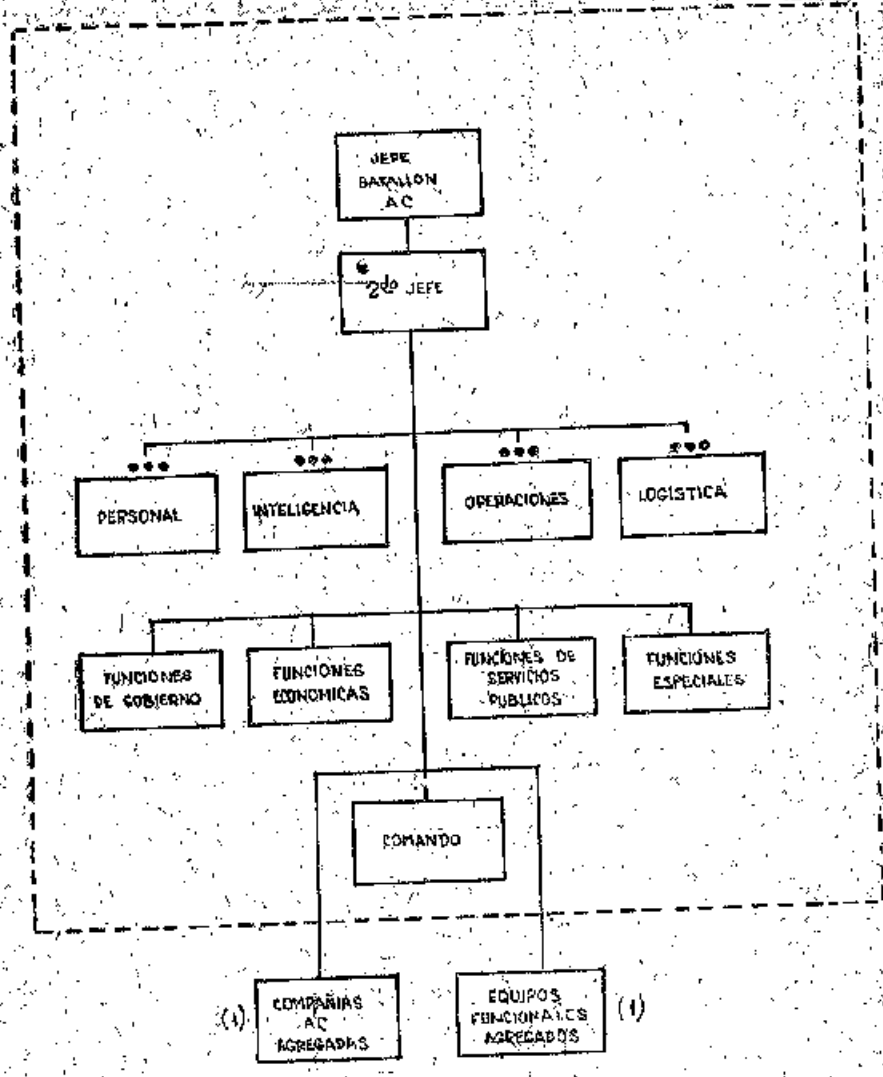 JEFE
BATALLON
AC
2do JEFE
PERSONAL
INTELIGENCIA
OPERACIONES
LOGÍSTICA
FUNCIONES
DE GOBIERNO
FUNCIONES
ECONOMICAS
FUNCIONES DE
SERVICIOS
PUBLICOS
FUNCIONES
ESPECIALES
COMANDO
(1)
COMPAÑIAS
AC
AGREGADAS
EQUIPOS
FUNCIONALES
AGREGADOS
(1)